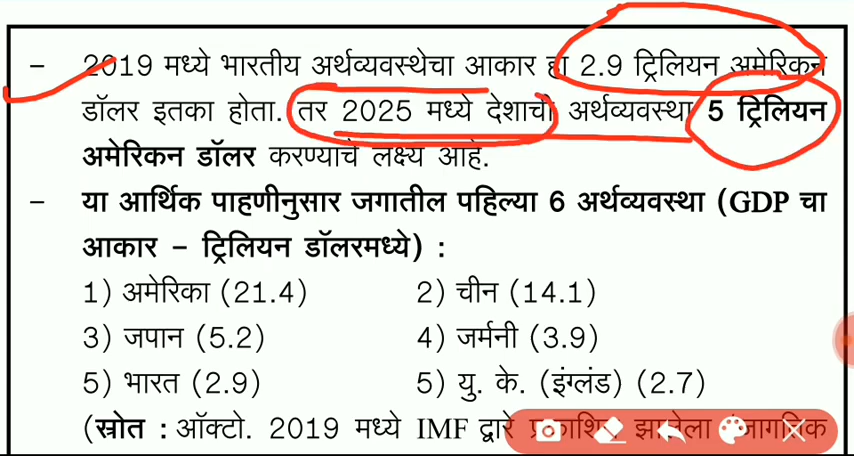 - 2019 मध्ये भारतीय अर्थव्यवस्थेचा आकार हा 2.9 ट्रिलियन अमेरिकन
डॉलर इतका होता. तर 2025 मध्ये देशाची अर्थव्यवस्था 5 ट्रिलियन
अमेरिकन डॉलर करण्याचे लक्ष्य आहे.
- या आर्थिक पाहणीनुसार जगातील पहिल्या 6 अर्थव्यवस्था (GDP चा
आकार - ट्रिलियन डॉलरमध्ये) :
1) अमेरिका (21.4) 2) चीन (14.1)
3) जपान (5.2) 4) जर्मनी (3.9)
5) भारत (2.9) 5) यु. के. (इंग्लंड) (2.7)
(स्रोत : ऑक्टो. 2019 मध्ये IMF द्वारे झालेला